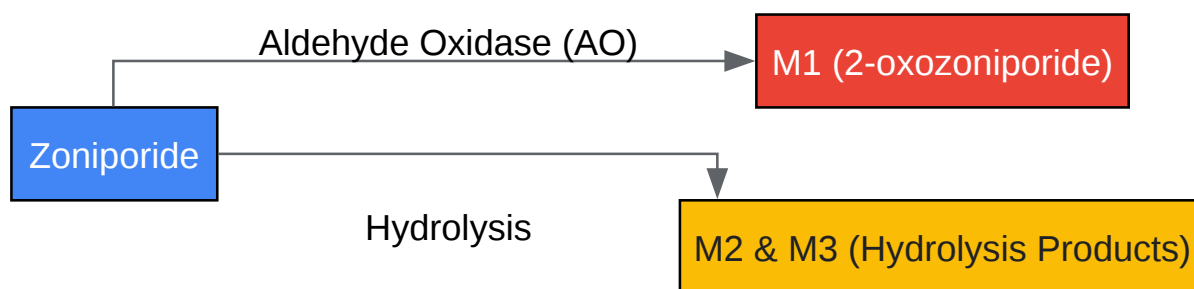 Aldehyde Oxidase (AO)
M1 (2-oxozoniporide)
Zoniporide
Hydrolysis
M2 & M3 (Hydrolysis Products)